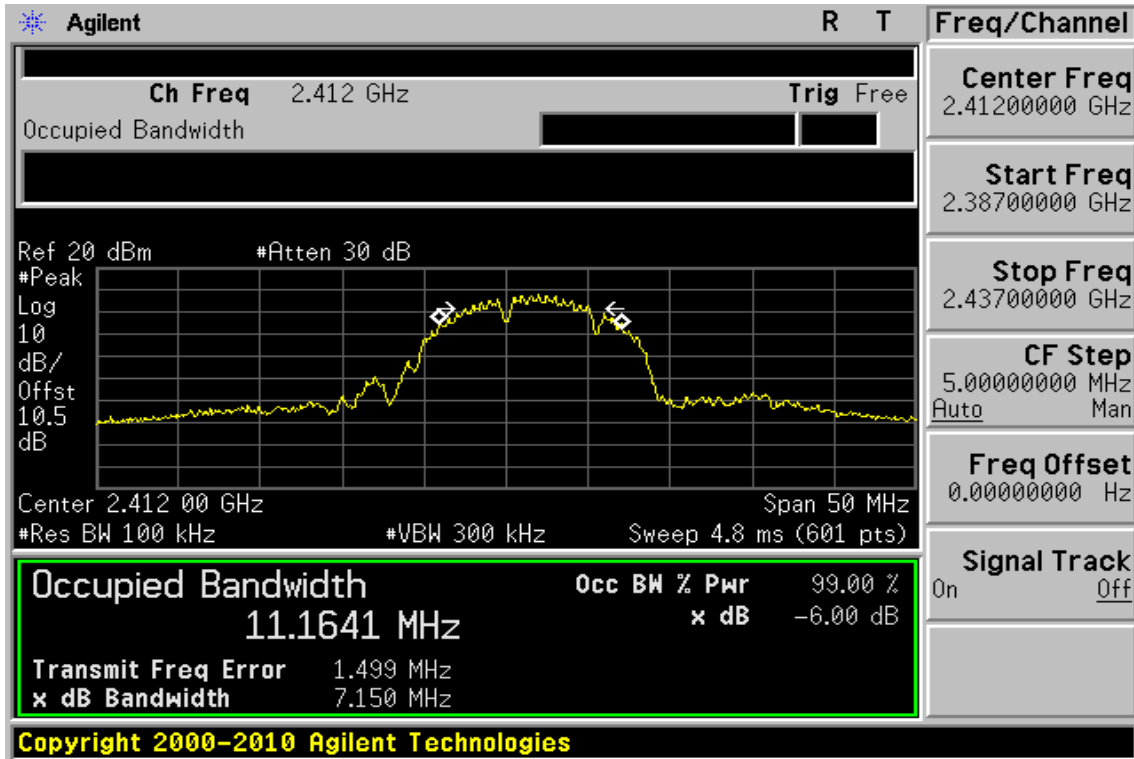 Agilent R T
Ch Freq 2.412 GHz Trig Free
Occupied Bandwidth
Ref 20 dBm #Atten 30 dB
#Peak
Log
10
dB/
Offst
10.5
dB
Center 2.412 00 GHz Span 50 MHz
#Res BW 100 kHz #VBW 300 kHz Sweep 4.8 ms (601 pts)
Occupied Bandwidth
11.1641 MHz
Occ BW % Pwr 99.00 %
x dB -6.00 dB
Transmit Freq Error 1.499 MHz
x dB Bandwidth 7.150 MHz
Copyright 2000-2010 Agilent Technologies
Freq/Channel
Center Freq
2.41200000 GHz
Start Freq
2.38700000 GHz
Stop Freq
2.43700000 GHz
CF Step
5.00000000 MHz
Auto Man
Freq Offset
0.00000000 Hz
Signal Track
On Off